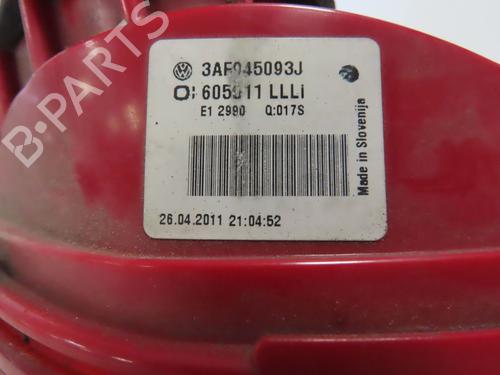 3AF945093J
605911 LLLI
E1 2990 Q:017S
26.04.2011 21:04:52
Made in Slovenija
B-PARTS